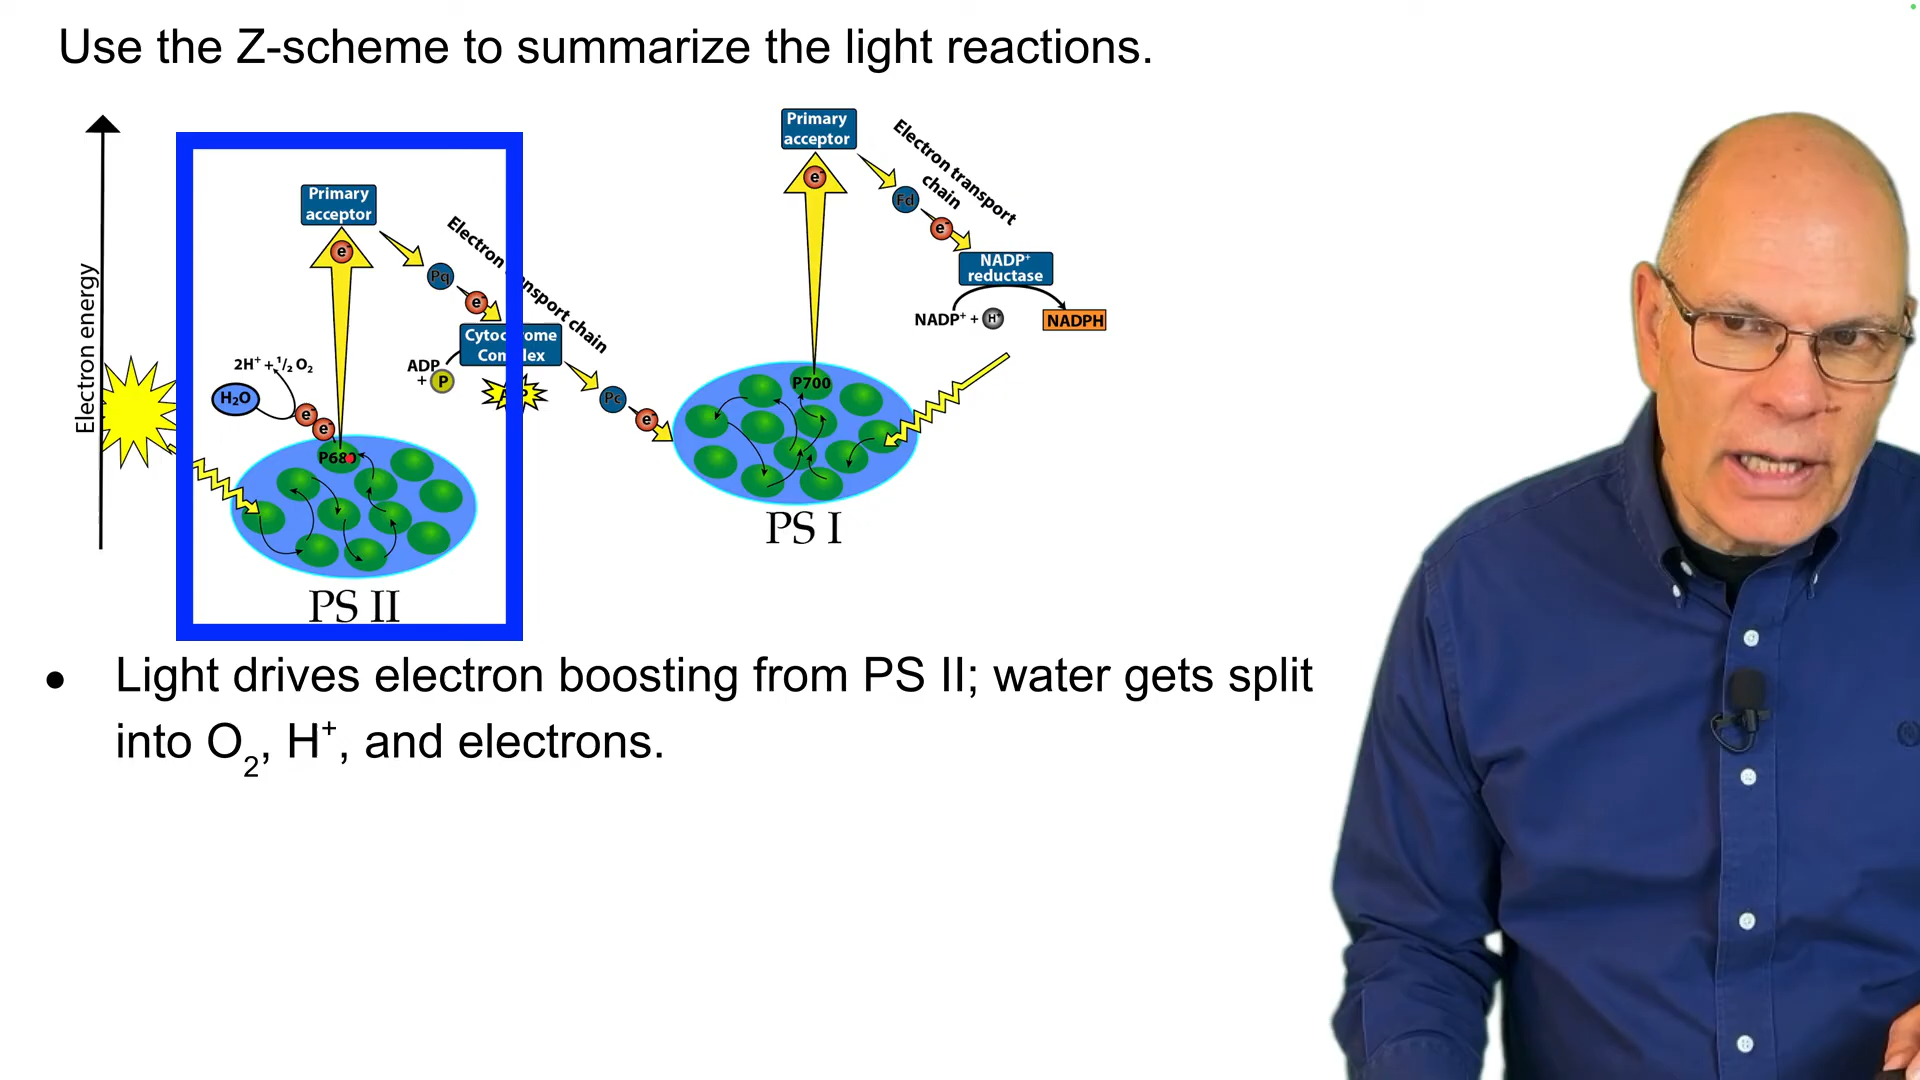 Use the Z-scheme to summarize the light reactions.
Electron energy
Primary
acceptor
e⁻
Pq
e⁻
Electron
nsport chain
Cytochrome
Complex
ADP
+ P
2H⁺ + ½ O₂
H₂O
e⁻
e⁻
P680
PS II
Pc
e⁻
Primary
acceptor
e⁻
Electron transport
chain
Fd
e⁻
NADP⁺
reductase
NADP⁺ + H⁺
NADPH
P700
PS I
● Light drives electron boosting from PS II; water gets split
into O₂, H⁺, and electrons.